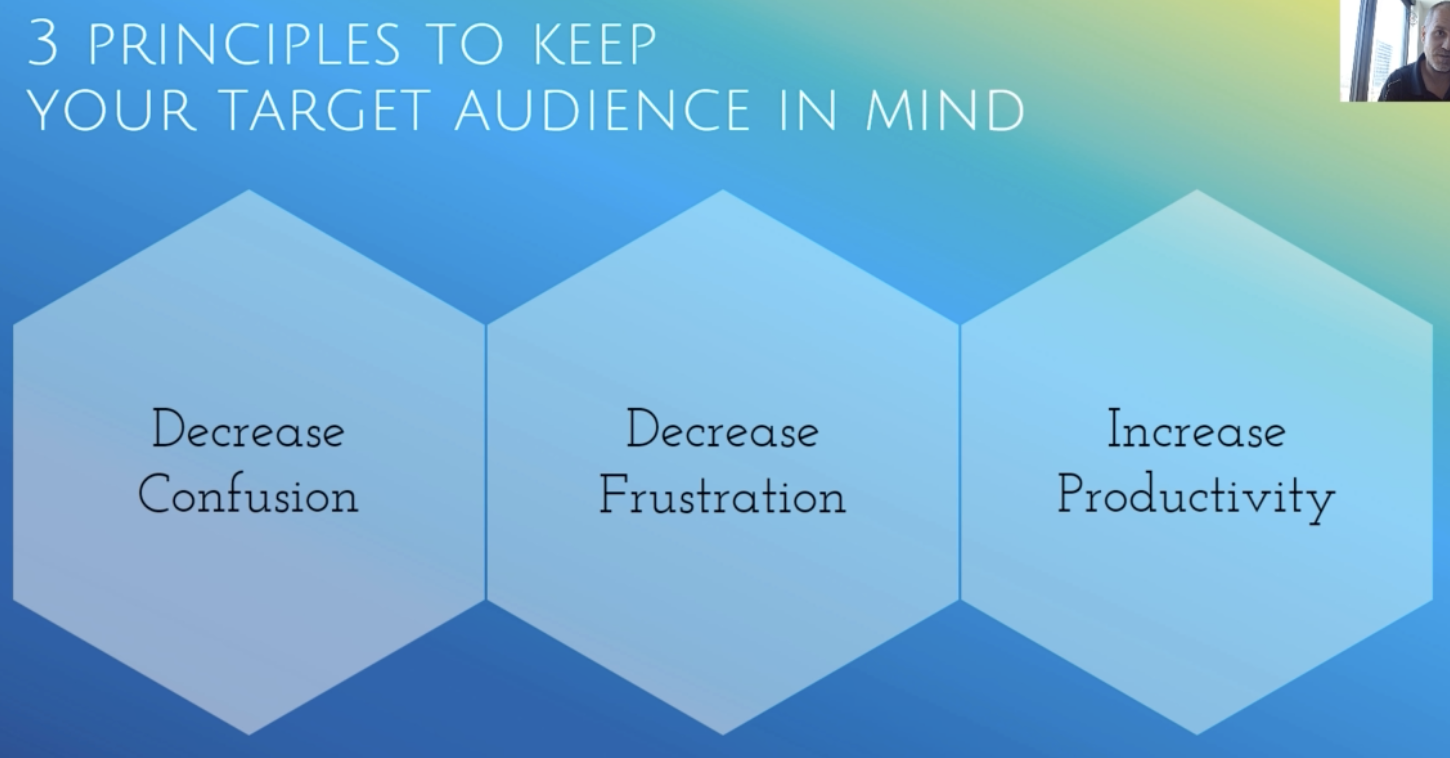 3 PRINCIPLES TO KEEP
YOUR TARGET AUDIENCE IN MIND
Decrease
Confusion
Decrease
Frustration
Increase
Productivity